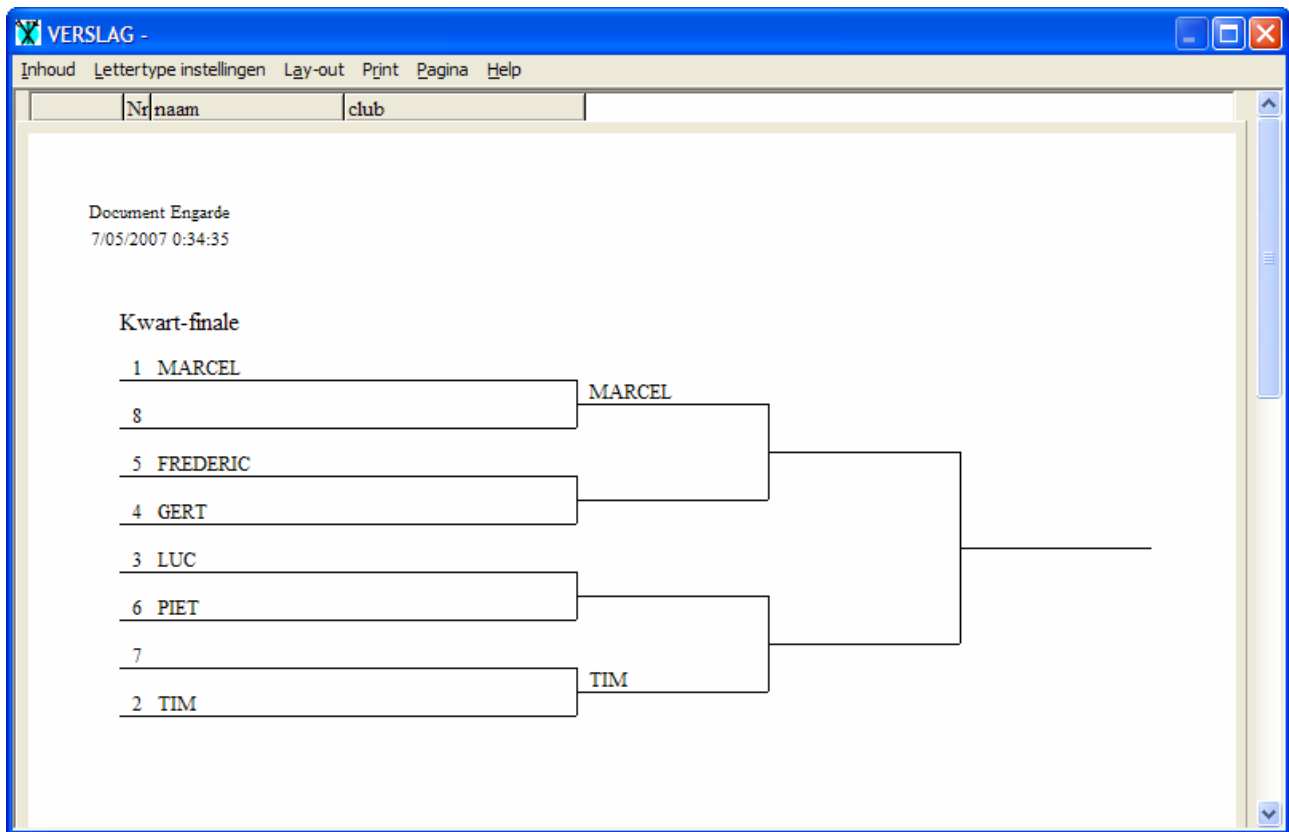 VERSLAG -
Inhoud Lettertype instellingen Lay-out Print Pagina Help
Nr naam club
Document Engarde
7/05/2007 0:34:35
Kwart-finale
1 MARCEL
MARCEL
8
5 FREDERIC
4 GERT
3 LUC
6 PIET
7
TIM
2 TIM